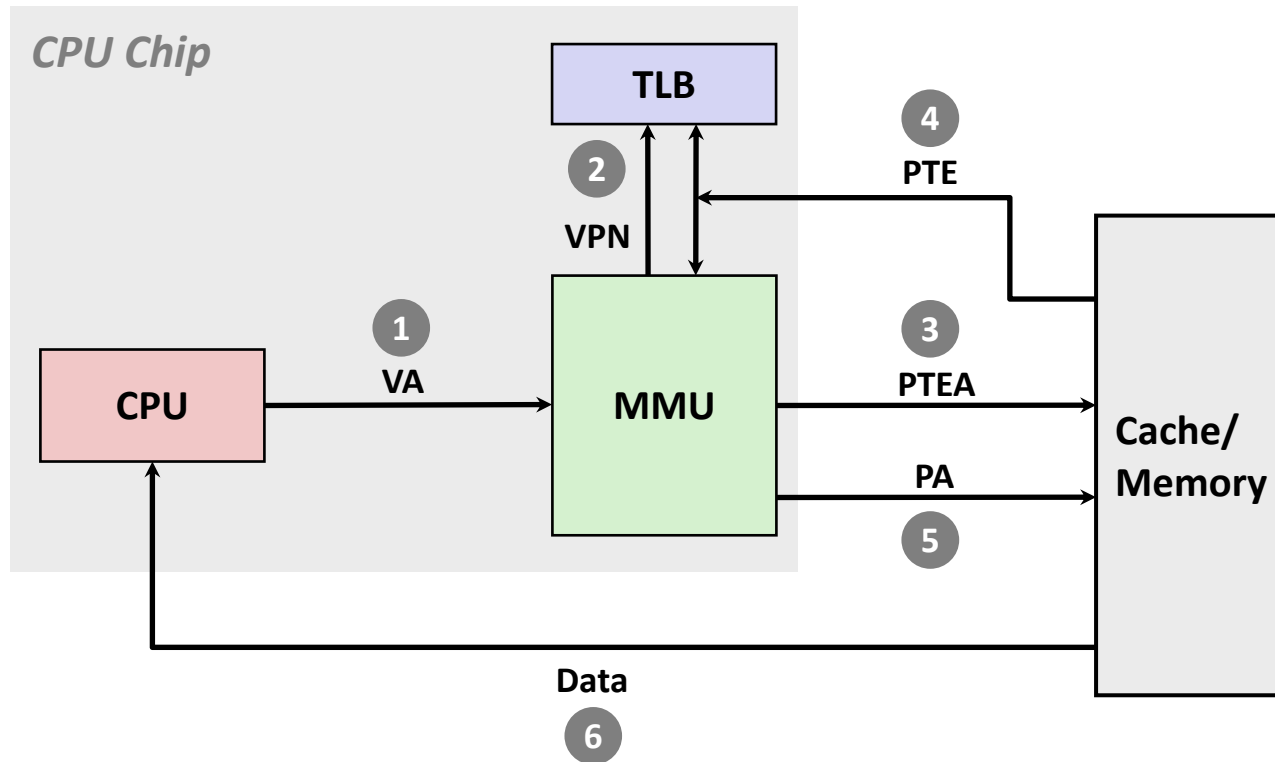 CPU Chip
TLB
4
PTE
2
VPN
1
VA
3
PTEA
CPU
MMU
Cache/
Memory
PA
5
Data
6